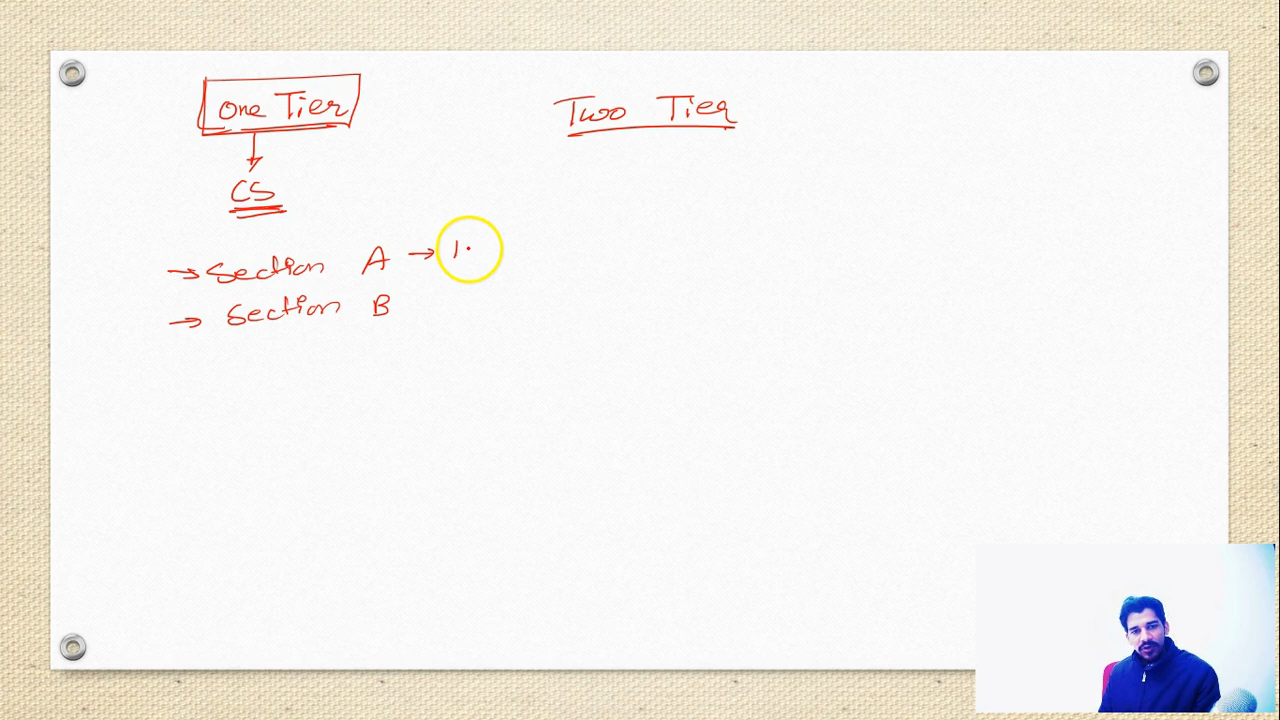 one Tier
Two Tier
CS
→ Section A → 1.
→ Section B